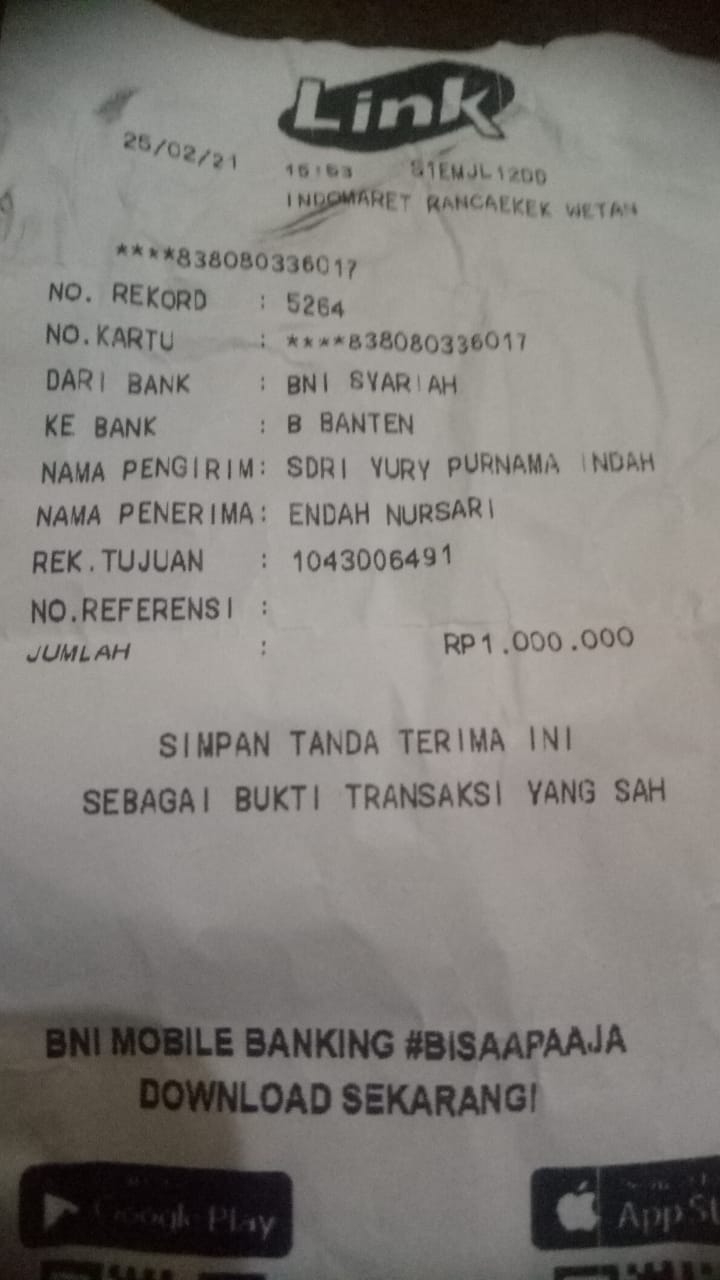 Link
25/02/21 15:53 S1EMJL12DD
INDOMARET RANCAEKEK WETAN
****838080336017
NO. REKORD : 5264
NO.KARTU : ****838080336017
DARI BANK : BNI SYARIAH
KE BANK : B BANTEN
NAMA PENGIRIM: SDRI YURY PURNAMA INDAH
NAMA PENERIMA: ENDAH NURSARI
REK.TUJUAN : 1043006491
NO.REFERENSI :
JUMLAH : RP1.000.000
SIMPAN TANDA TERIMA INI
SEBAGAI BUKTI TRANSAKSI YANG SAH
BNI MOBILE BANKING #BISAAPAAJA
DOWNLOAD SEKARANG!
Google Play
App St